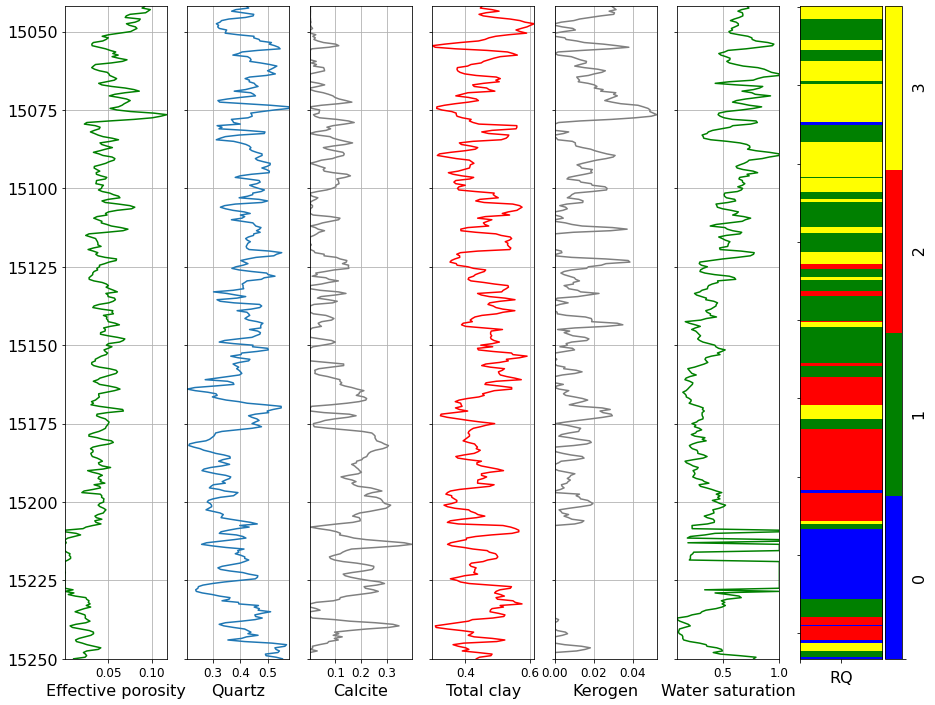 15050
15075
15100
15125
15150
15175
15200
15225
15250
0.05 0.10
0.3 0.4 0.5
0.1 0.2 0.3
0.4 0.6
0.00 0.02 0.04
0.5 1.0
Effective porosity
Quartz
Calcite
Total clay
Kerogen
Water saturation
RQ
3
2
1
0